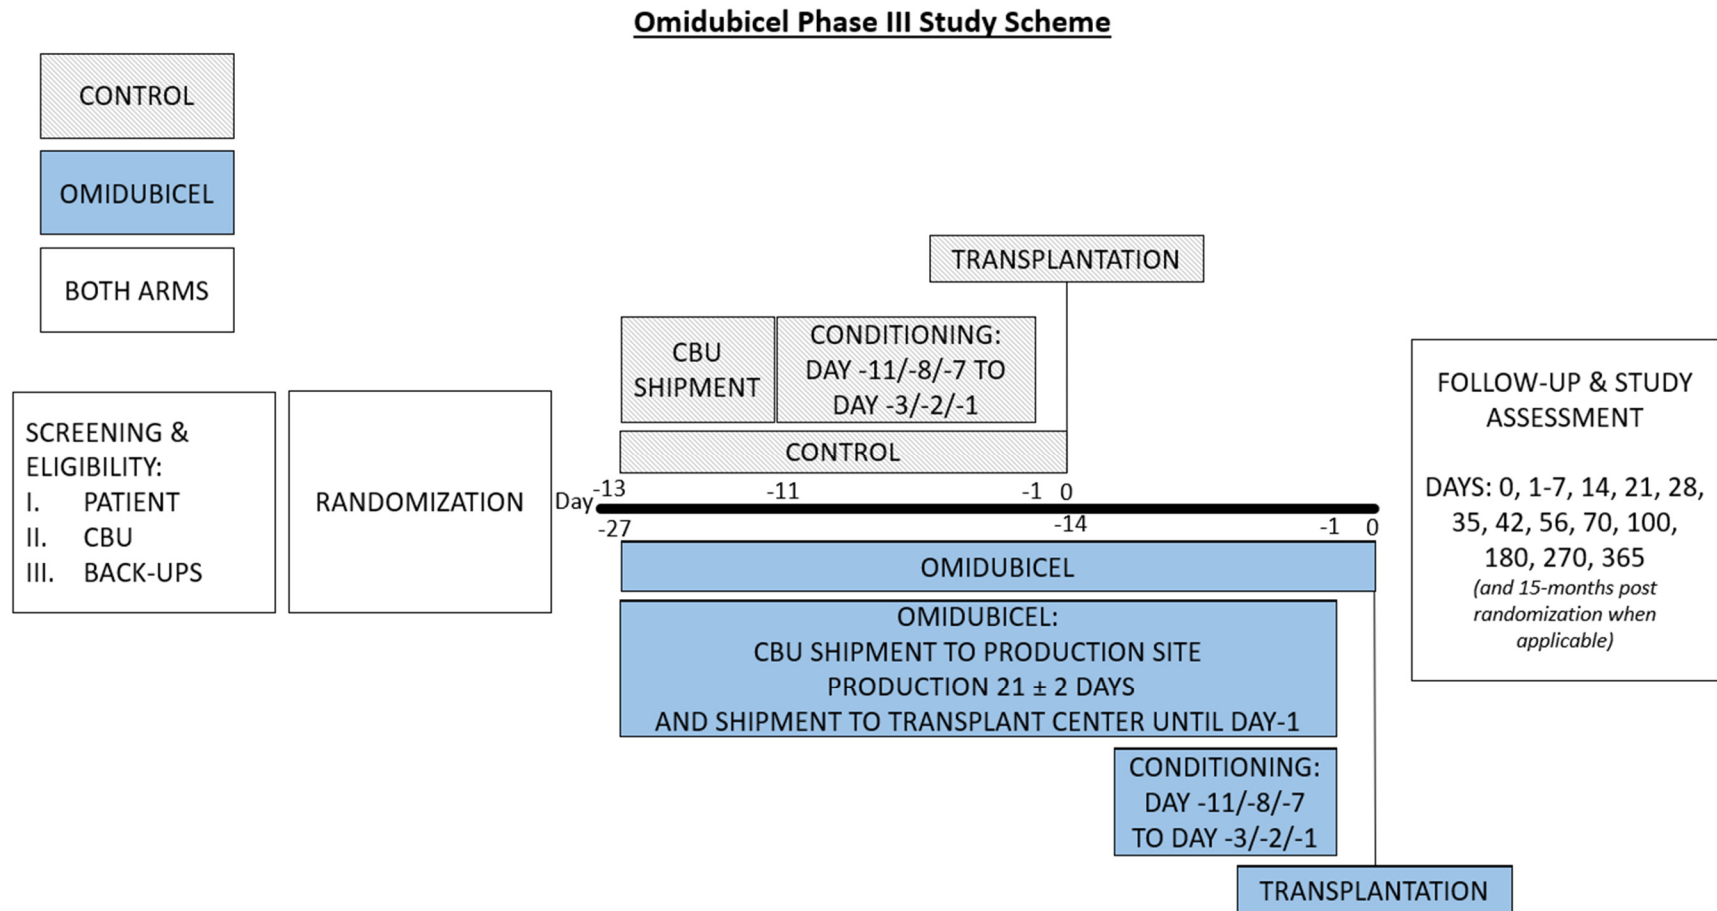 Omidubicel Phase III Study Scheme
CONTROL
OMIDUBICEL
BOTH ARMS
SCREENING &
ELIGIBILITY:
I. PATIENT
II. CBU
III. BACK-UPS
RANDOMIZATION
TRANSPLANTATION
CBU
SHIPMENT
CONDITIONING:
DAY -11/-8/-7 TO
DAY -3/-2/-1
CONTROL
Day
-13 -11 -1 0
-27 -14 -1 0
OMIDUBICEL
OMIDUBICEL:
CBU SHIPMENT TO PRODUCTION SITE
PRODUCTION 21 ± 2 DAYS
AND SHIPMENT TO TRANSPLANT CENTER UNTIL DAY-1
CONDITIONING:
DAY -11/-8/-7
TO DAY -3/-2/-1
TRANSPLANTATION
FOLLOW-UP & STUDY
ASSESSMENT
DAYS: 0, 1-7, 14, 21, 28,
35, 42, 56, 70, 100,
180, 270, 365
(and 15-months post
randomization when
applicable)